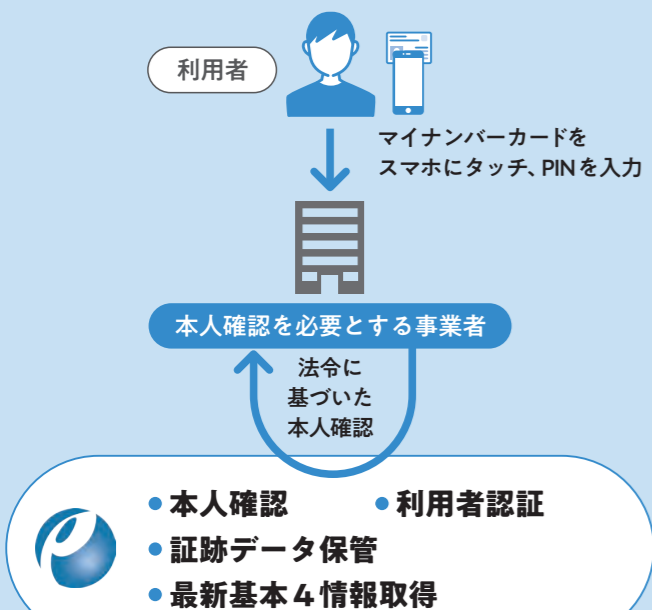 利用者
マイナンバーカードを
スマホにタッチ、PINを入力
本人確認を必要とする事業者
法令に
基づいた
本人確認
• 本人確認 • 利用者認証
• 証跡データ保管
• 最新基本4情報取得